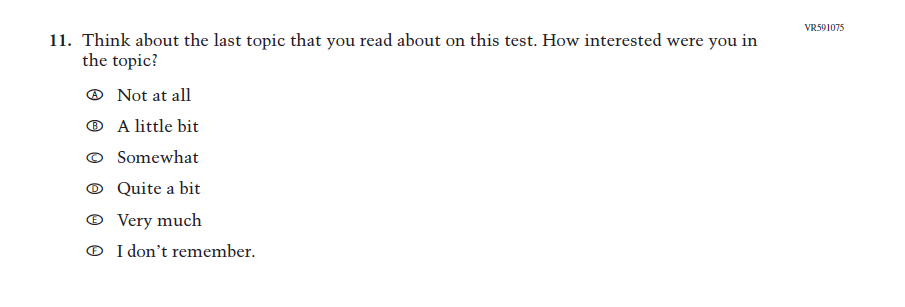 VR591075
11. Think about the last topic that you read about on this test. How interested were you in
the topic?
A Not at all
B A little bit
C Somewhat
D Quite a bit
E Very much
F I don’t remember.